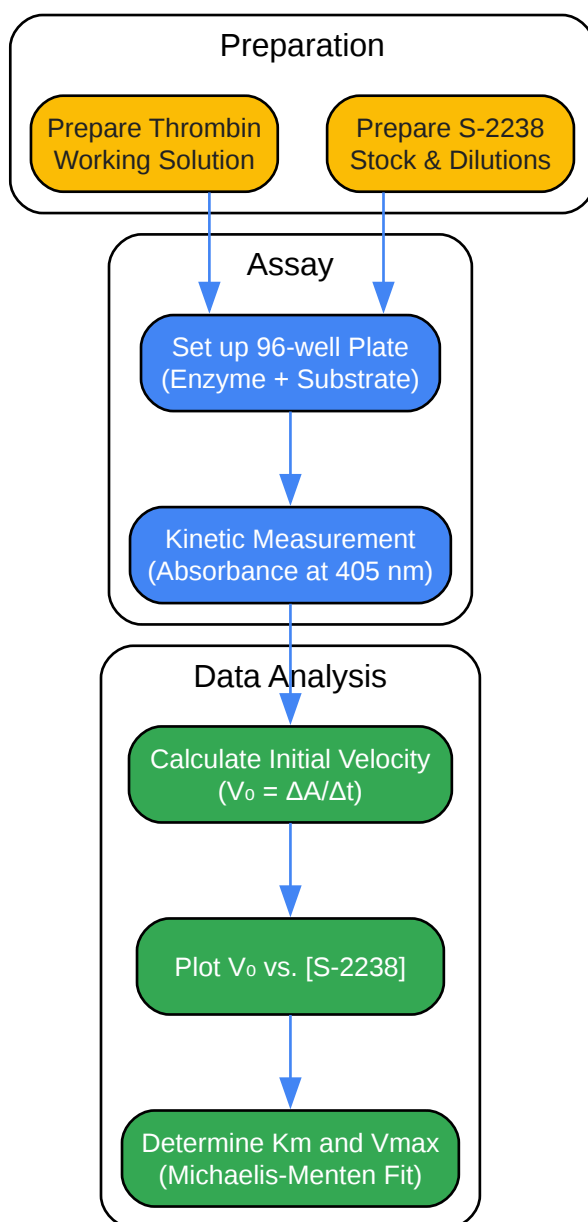 Preparation
Prepare Thrombin
Working Solution
Prepare S-2238
Stock & Dilutions
Assay
Set up 96-well Plate
(Enzyme + Substrate)
Kinetic Measurement
(Absorbance at 405 nm)
Data Analysis
Calculate Initial Velocity
(V₀ = ΔA/Δt)
Plot V₀ vs. [S-2238]
Determine Km and Vmax
(Michaelis-Menten Fit)